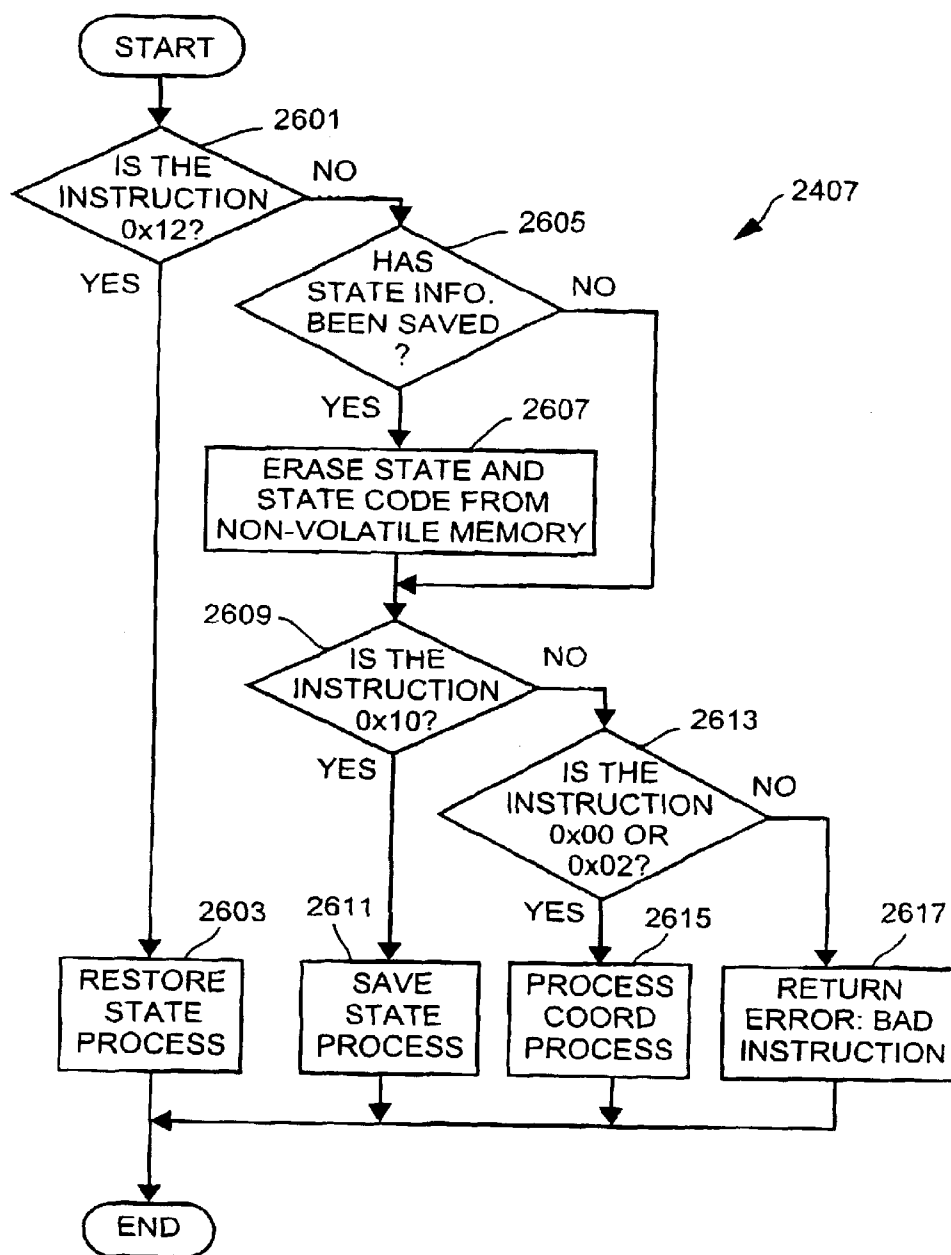 START
2601
IS THE
INSTRUCTION
0x12?
NO
YES
2407
2605
HAS
STATE INFO.
BEEN SAVED
?
NO
YES
2607
ERASE STATE AND
STATE CODE FROM
NON-VOLATILE MEMORY
2609
IS THE
INSTRUCTION
0x10?
NO
YES
2613
IS THE
INSTRUCTION
0x00 OR
0x02?
NO
YES
2603
RESTORE
STATE
PROCESS
2611
SAVE
STATE
PROCESS
2615
PROCESS
COORD
PROCESS
2617
RETURN
ERROR: BAD
INSTRUCTION
END